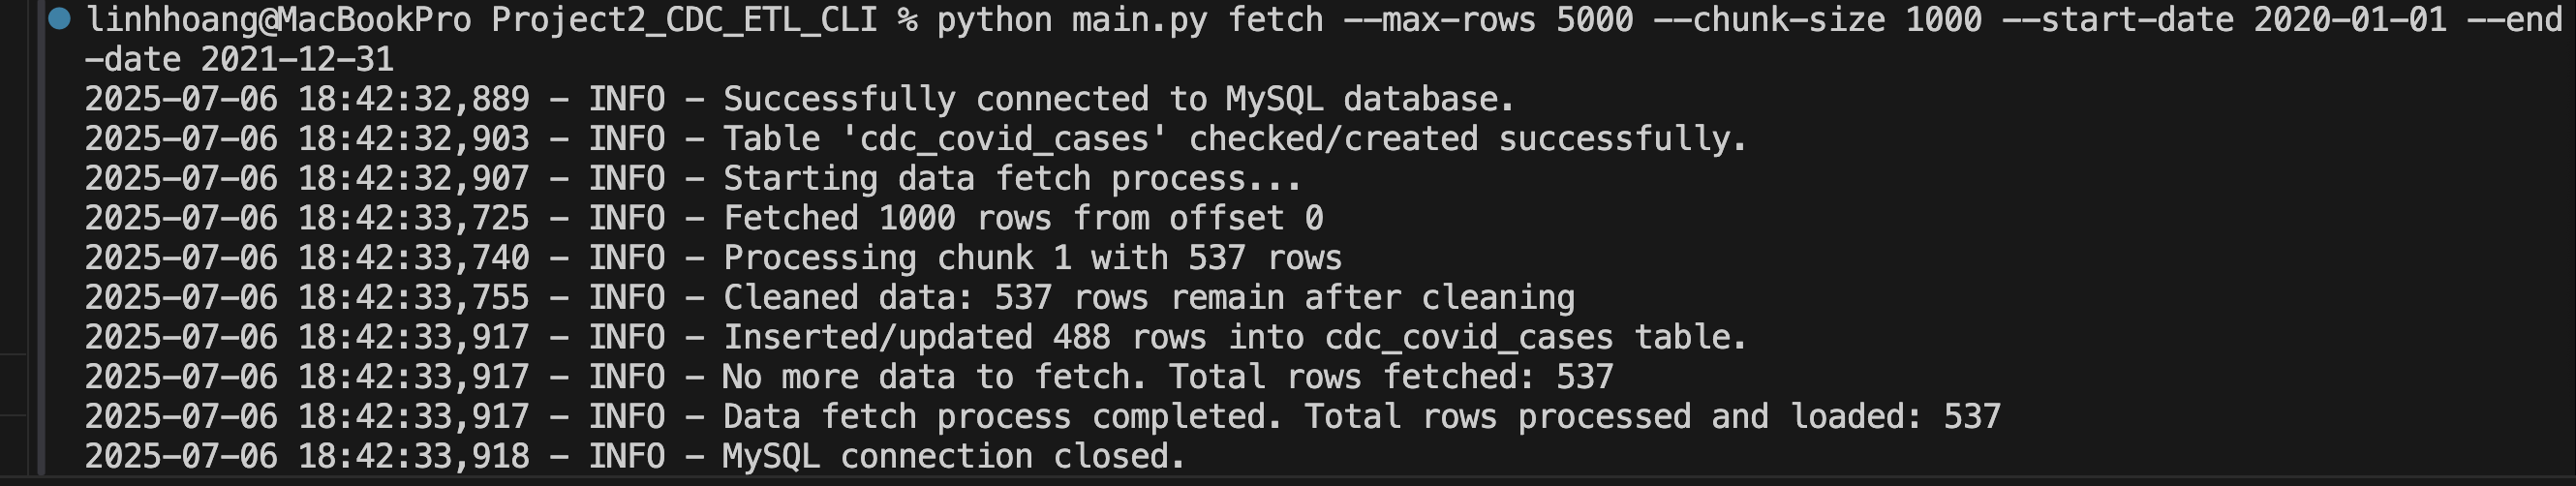 linhhoang@MacBookPro Project2_CDC_ETL_CLI % python main.py fetch --max-rows 5000 --chunk-size 1000 --start-date 2020-01-01 --end
-date 2021-12-31
2025-07-06 18:42:32,889 - INFO - Successfully connected to MySQL database.
2025-07-06 18:42:32,903 - INFO - Table 'cdc_covid_cases' checked/created successfully.
2025-07-06 18:42:32,907 - INFO - Starting data fetch process...
2025-07-06 18:42:33,725 - INFO - Fetched 1000 rows from offset 0
2025-07-06 18:42:33,740 - INFO - Processing chunk 1 with 537 rows
2025-07-06 18:42:33,755 - INFO - Cleaned data: 537 rows remain after cleaning
2025-07-06 18:42:33,917 - INFO - Inserted/updated 488 rows into cdc_covid_cases table.
2025-07-06 18:42:33,917 - INFO - No more data to fetch. Total rows fetched: 537
2025-07-06 18:42:33,917 - INFO - Data fetch process completed. Total rows processed and loaded: 537
2025-07-06 18:42:33,918 - INFO - MySQL connection closed.